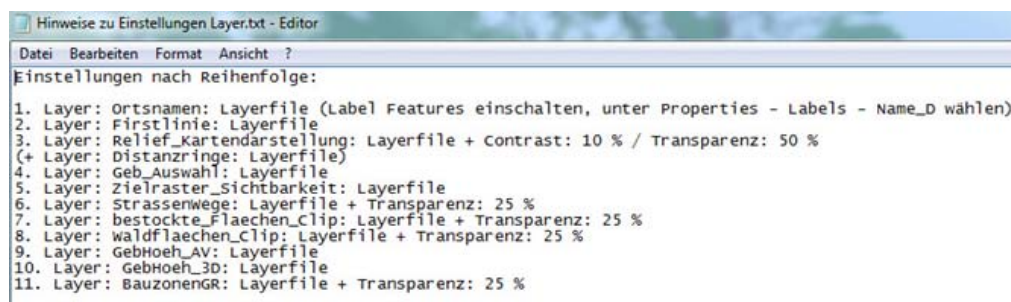 Hinweise zu Einstellungen Layer.txt - Editor
Datei Bearbeiten Format Ansicht ?
Einstellungen nach Reihenfolge:
1. Layer: Ortsnamen: Layerfile (Label Features einschalten, unter Properties - Labels - Name_D wählen)
2. Layer: Firstlinie: Layerfile
3. Layer: Relief_Kartendarstellung: Layerfile + Contrast: 10 % / Transparenz: 50 %
(+ Layer: Distanzringe: Layerfile)
4. Layer: Geb_Auswahl: Layerfile
5. Layer: Zielraster_Sichtbarkeit: Layerfile
6. Layer: StrassenWege: Layerfile + Transparenz: 25 %
7. Layer: bestockte_Flaechen_Clip: Layerfile + Transparenz: 25 %
8. Layer: Waldflaechen_Clip: Layerfile + Transparenz: 25 %
9. Layer: GebHoeh_AV: Layerfile
10. Layer: GebHoeh_3D: Layerfile
11. Layer: BauzonenGR: Layerfile + Transparenz: 25 %